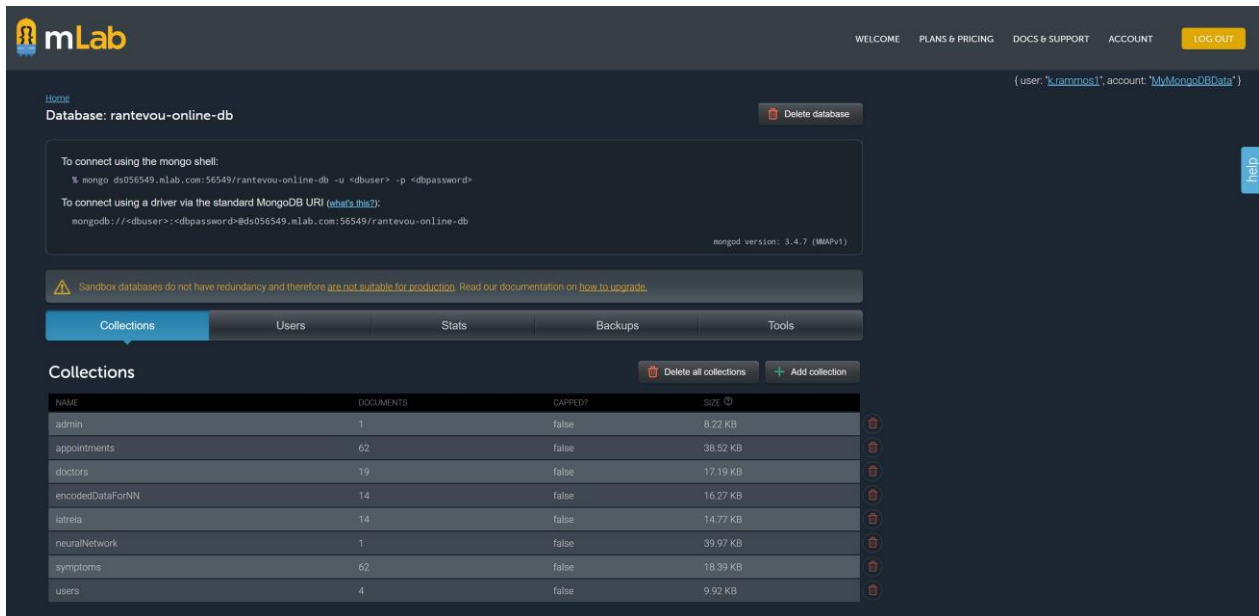 mLab
WELCOME PLANS & PRICING DOCS & SUPPORT ACCOUNT LOG OUT
{ user: "k.rammos1", account: "MyMongoDBData" }
Home
Database: rantevou-online-db
Delete database
To connect using the mongo shell:
% mongo ds056549.mlab.com:56549/rantevou-online-db -u <dbuser> -p <dbpassword>
To connect using a driver via the standard MongoDB URI (what's this?):
mongodb://<dbuser>:<dbpassword>@ds056549.mlab.com:56549/rantevou-online-db
mongod version: 3.4.7 (MMAPv1)
help
Sandbox databases do not have redundancy and therefore are not suitable for production. Read our documentation on how to upgrade.
Collections Users Stats Backups Tools
Collections
Delete all collections + Add collection
NAME DOCUMENTS CAPPED? SIZE
admin 1 false 8.22 KB
appointments 62 false 38.52 KB
doctors 19 false 17.19 KB
encodedDataForNN 14 false 16.27 KB
iatreia 14 false 14.77 KB
neuralNetwork 1 false 39.97 KB
symptoms 62 false 18.39 KB
users 4 false 9.92 KB